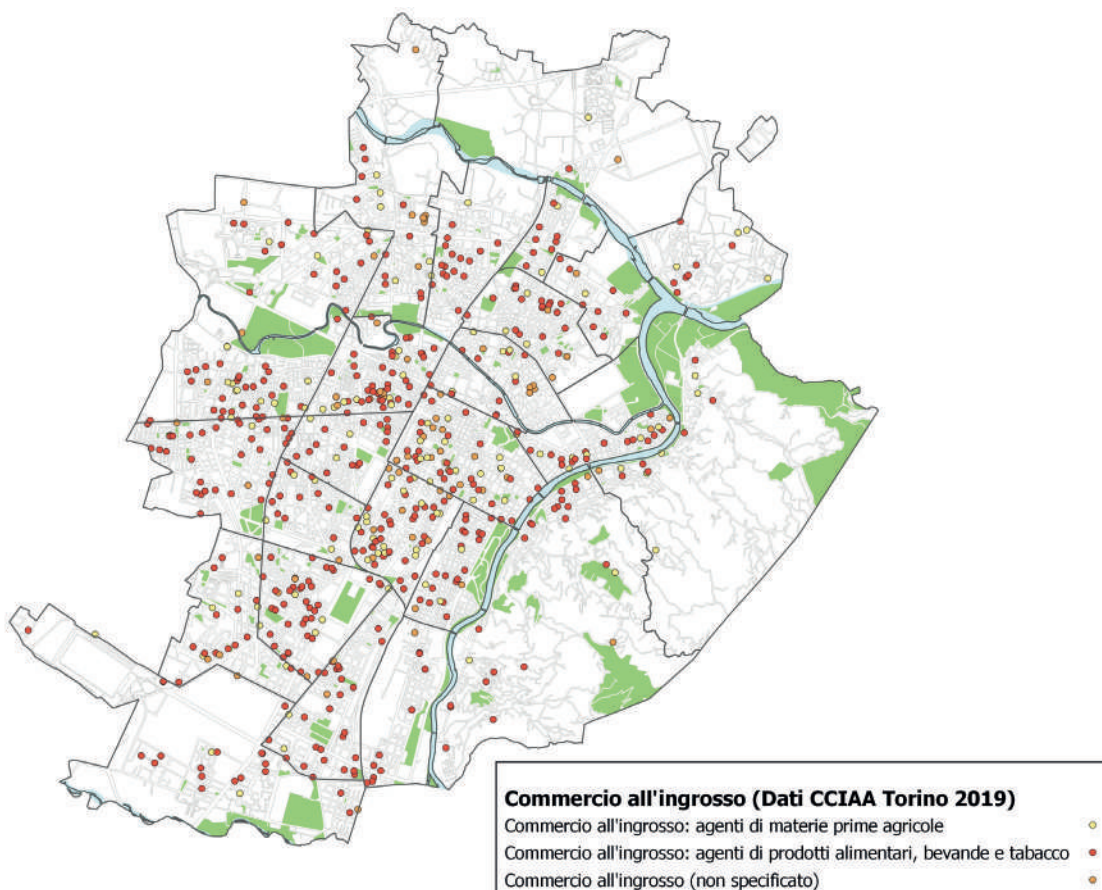 Commercio all'ingrosso (Dati CCIAA Torino 2019)
Commercio all'ingrosso: agenti di materie prime agricole
Commercio all'ingrosso: agenti di prodotti alimentari, bevande e tabacco
Commercio all'ingrosso (non specificato)